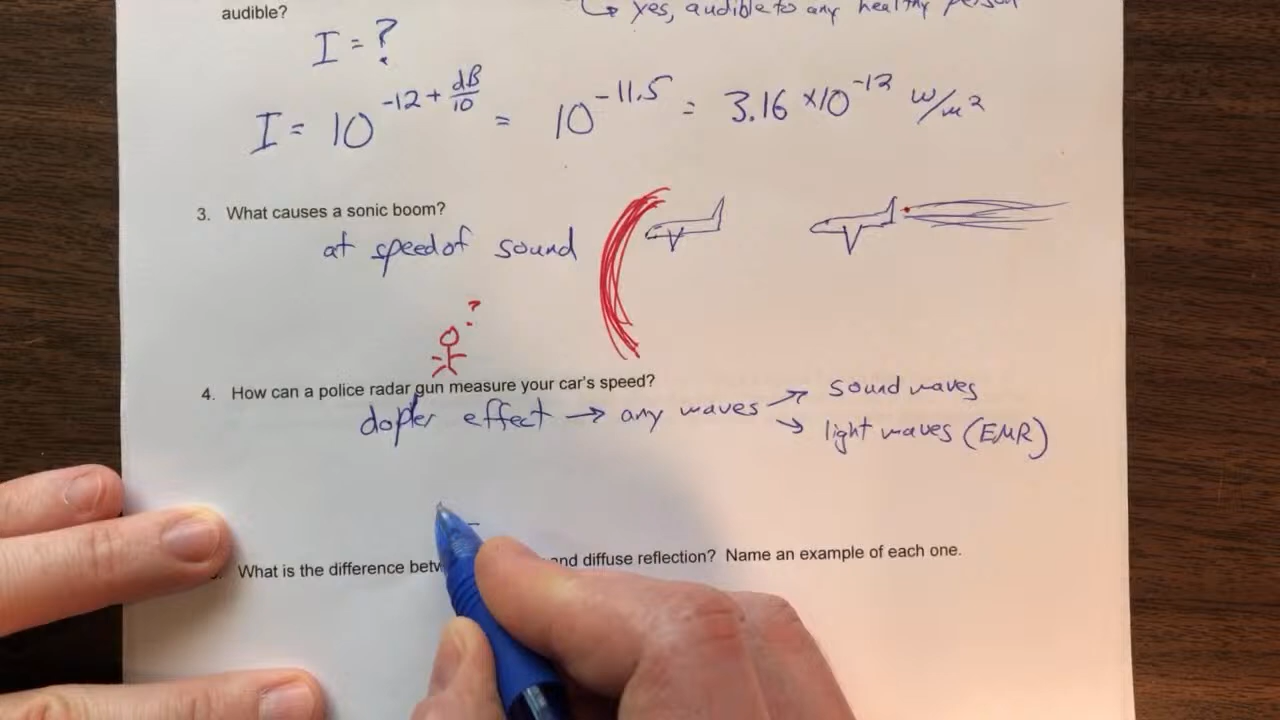 audible?
↳ yes, audible to any healthy person
I = ?
I = 10^(-12 + dB/10) = 10^(-11.5) = 3.16 ×10^(-12) W/m²
3. What causes a sonic boom?
at speed of sound
?
4. How can a police radar gun measure your car's speed?
dopler effect → any waves ↗ sound waves
↘ light waves (EMR)
What is the difference betw and diffuse reflection? Name an example of each one.